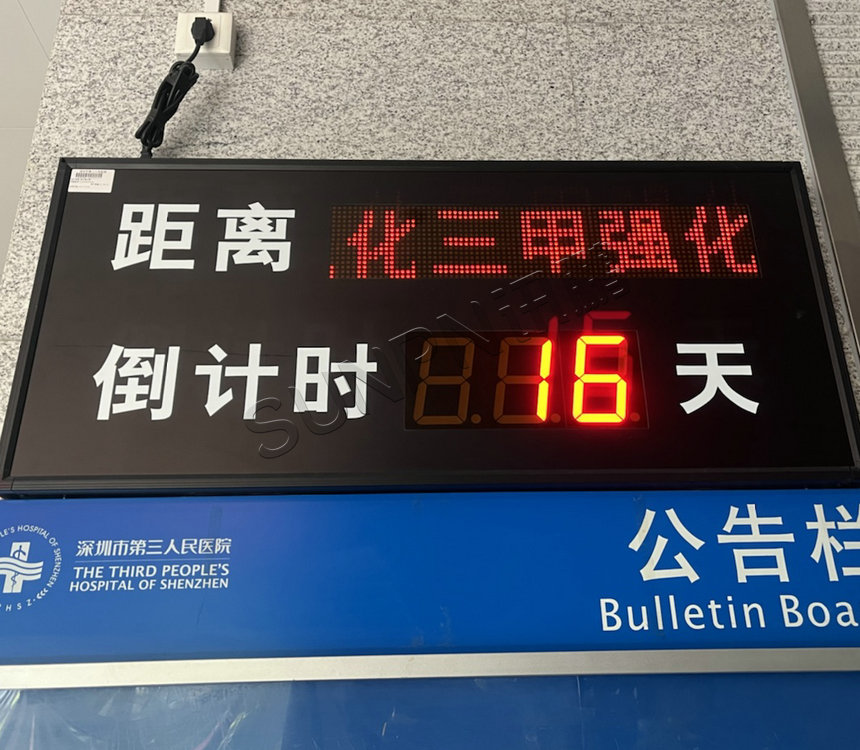 距离 化三甲强化
倒计时 16 天
深圳市第三人民医院
THE THIRD PEOPLE'S
HOSPITAL OF SHENZHEN
公告栏
Bulletin Boa